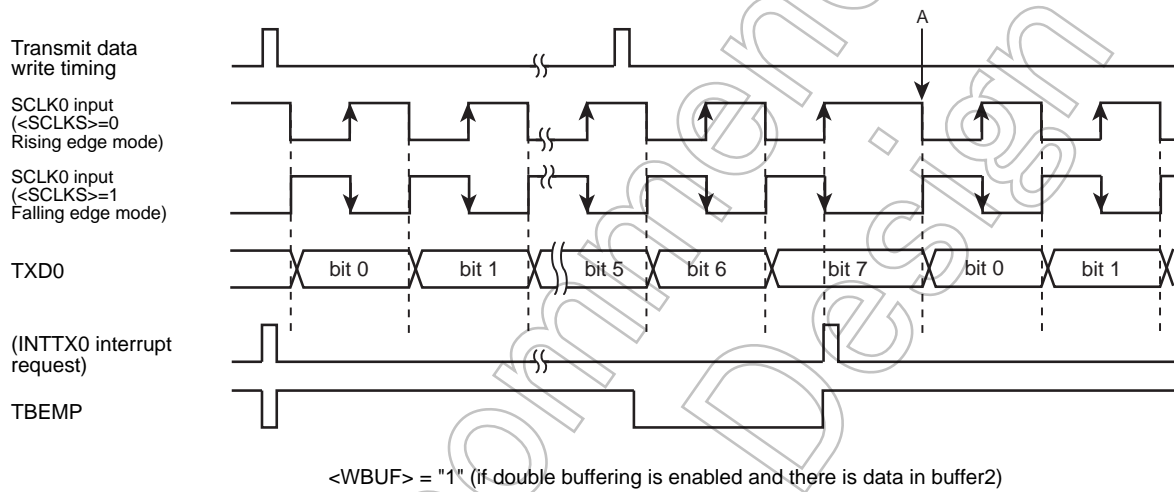 A
Transmit data
write timing
SCLK0 input
(<SCLKS>=0
Rising edge mode)
SCLK0 input
(<SCLKS>=1
Falling edge mode)
TXD0
bit 0
bit 1
bit 5
bit 6
bit 7
bit 0
bit 1
(INTTX0 interrupt
request)
TBEMP
<WBUF> = "1" (if double buffering is enabled and there is data in buffer2)